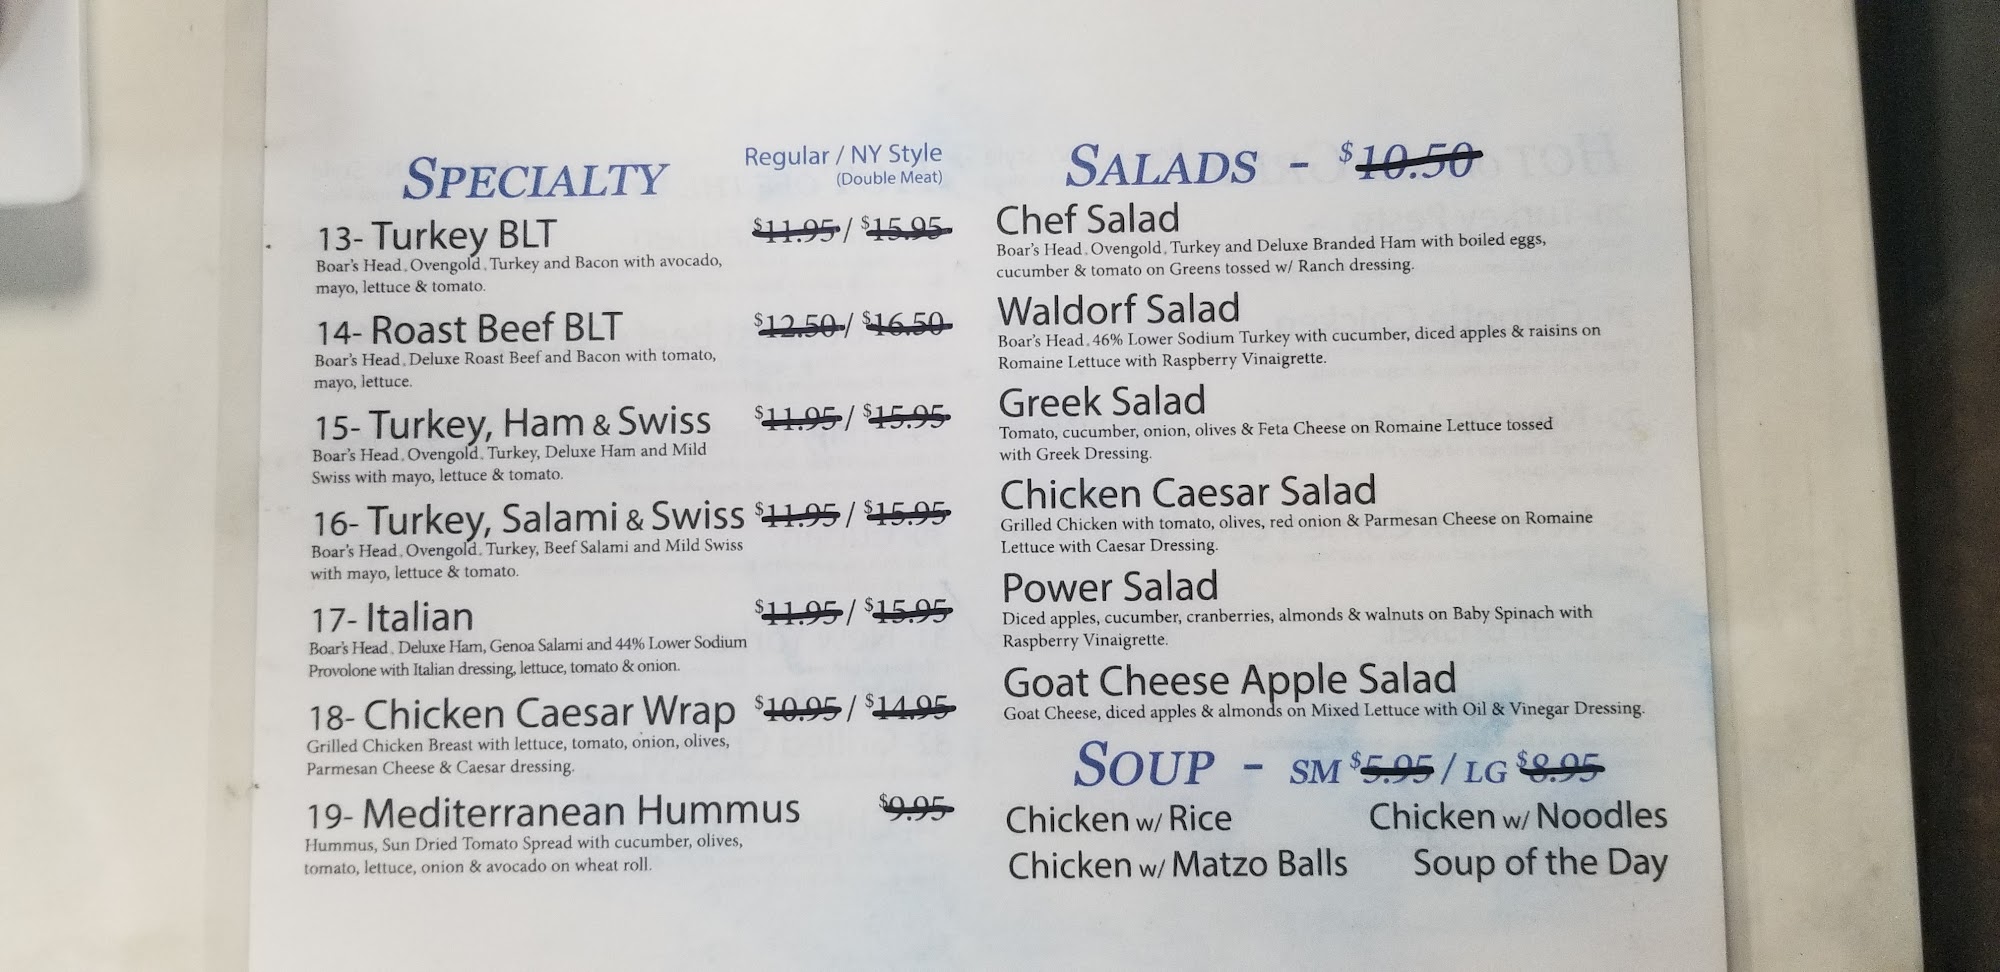 SPECIALTY
Regular / NY Style
(Double Meat)
13- Turkey BLT $11.95 / $15.95
Boar's Head, Ovengold, Turkey and Bacon with avocado,
mayo, lettuce & tomato.
14- Roast Beef BLT $12.50 / $16.50
Boar's Head, Deluxe Roast Beef and Bacon with tomato,
mayo, lettuce.
15- Turkey, Ham & Swiss $11.95 / $15.95
Boar's Head, Ovengold, Turkey, Deluxe Ham and Mild
Swiss with mayo, lettuce & tomato.
16- Turkey, Salami & Swiss $11.95 / $15.95
Boar's Head, Ovengold, Turkey, Beef Salami and Mild Swiss
with mayo, lettuce & tomato.
17- Italian $11.95 / $15.95
Boar's Head, Deluxe Ham, Genoa Salami and 44% Lower Sodium
Provolone with Italian dressing, lettuce, tomato & onion.
18- Chicken Caesar Wrap $10.95 / $14.95
Grilled Chicken Breast with lettuce, tomato, onion, olives,
Parmesan Cheese & Caesar dressing.
19- Mediterranean Hummus $9.95
Hummus, Sun Dried Tomato Spread with cucumber, olives,
tomato, lettuce, onion & avocado on wheat roll.
SALADS - $10.50
Chef Salad
Boar's Head, Ovengold, Turkey and Deluxe Branded Ham with boiled eggs,
cucumber & tomato on Greens tossed w/ Ranch dressing.
Waldorf Salad
Boar's Head, 46% Lower Sodium Turkey with cucumber, diced apples & raisins on
Romaine Lettuce with Raspberry Vinaigrette.
Greek Salad
Tomato, cucumber, onion, olives & Feta Cheese on Romaine Lettuce tossed
with Greek Dressing.
Chicken Caesar Salad
Grilled Chicken with tomato, olives, red onion & Parmesan Cheese on Romaine
Lettuce with Caesar Dressing.
Power Salad
Diced apples, cucumber, cranberries, almonds & walnuts on Baby Spinach with
Raspberry Vinaigrette.
Goat Cheese Apple Salad
Goat Cheese, diced apples & almonds on Mixed Lettuce with Oil & Vinegar Dressing.
SOUP - SM $5.95 / LG $8.95
Chicken w/ Rice Chicken w/ Noodles
Chicken w/ Matzo Balls Soup of the Day